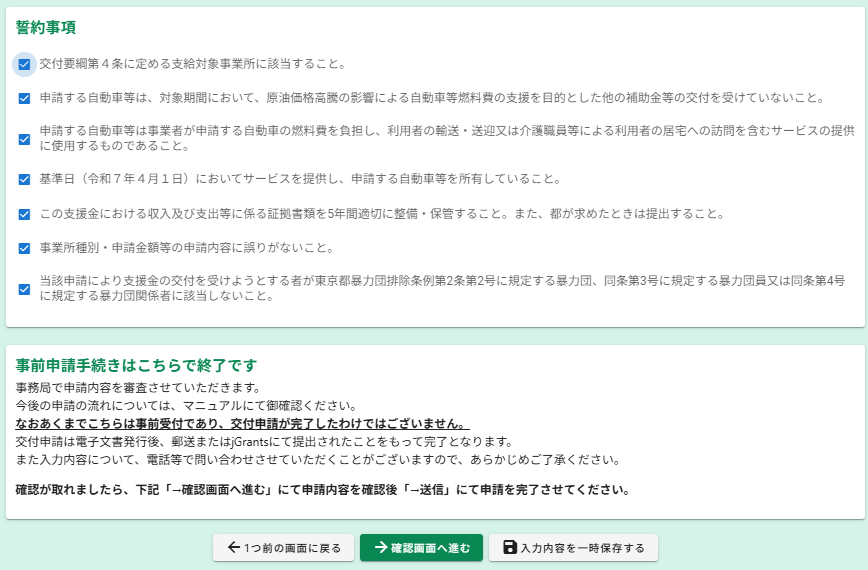 誓約事項
交付要綱第４条に定める支給対象事業所に該当すること。
申請する自動車等は、対象期間において、原油価格高騰の影響による自動車等燃料費の支援を目的とした他の補助金等の交付を受けていないこと。
申請する自動車等は事業者が申請する自動車の燃料費を負担し、利用者の輸送・送迎又は介護職員等による利用者の居宅への訪問を含むサービスの提供
に使用するものであること。
基準日（令和７年４月１日）においてサービスを提供し、申請する自動車等を所有していること。
この支援金における収入及び支出等に係る証拠書類を5年間適切に整備・保管すること。また、都が求めたときは提出すること。
事業所種別・申請金額等の申請内容に誤りがないこと。
当該申請により支援金の交付を受けようとする者が東京都暴力団排除条例第2条第2号に規定する暴力団、同条第3号に規定する暴力団員又は同条第4号
に規定する暴力団関係者に該当しないこと。
事前申請手続きはこちらで終了です
事務局で申請内容を審査させていただきます。
今後の申請の流れについては、マニュアルにて御確認ください。
なおあくまでこちらは事前受付であり、交付申請が完了したわけではございません。
交付申請は電子文書発行後、郵送またはjGrantsにて提出されたことをもって完了となります。
また入力内容について、電話等で問い合わせさせていただくことがございますので、あらかじめご了承ください。
確認が取れましたら、下記「→確認画面へ進む」にて申請内容を確認後「→送信」にて申請を完了させてください。
←1つ前の画面に戻る →確認画面へ進む 入力内容を一時保存する